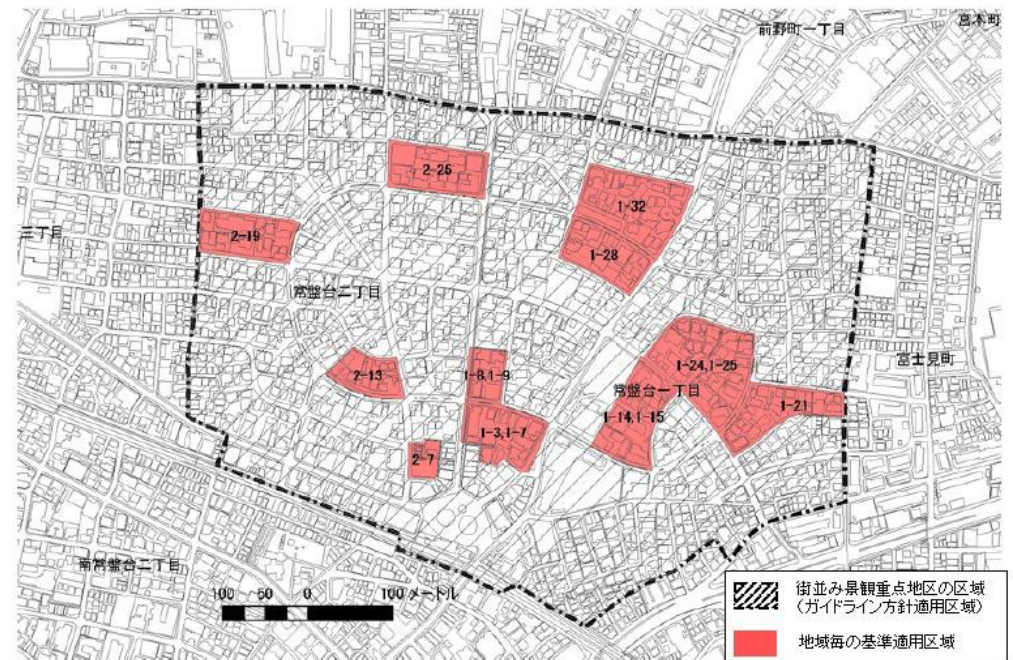 宮本町
前野町一丁目
2-25
1-32
三丁目
2-19
1-28
常盤台二丁目
富士見町
2-13
1-8,1-9
1-24,1-25
常盤台一丁目
1-21
1-14,1-15
1-3,1-7
2-7
南常盤台二丁目
100 50 0 100 メートル
街並み景観重点地区の区域
(ガイドライン方針適用区域)
地域毎の基準適用区域